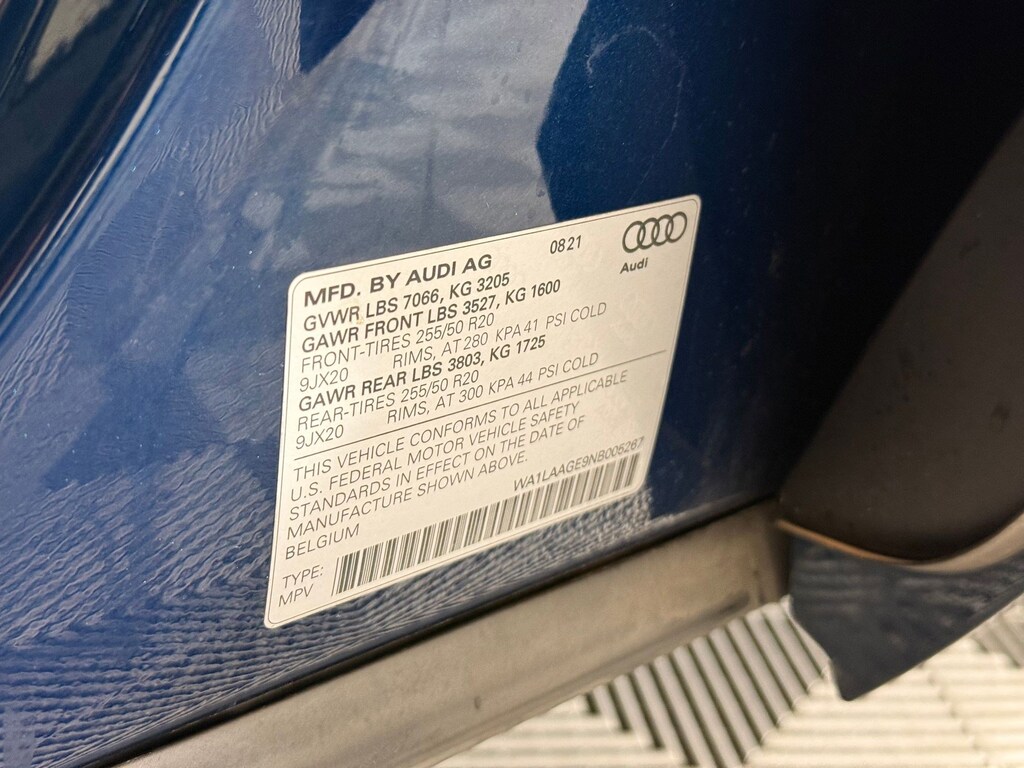 MFD. BY AUDI AG 08 21
Audi
GVWR LBS 7066, KG 3205
GAWR FRONT LBS 3527, KG 1600
FRONT-TIRES 255/50 R20
9JX20 RIMS, AT 280 KPA 41 PSI COLD
GAWR REAR LBS 3803, KG 1725
REAR-TIRES 255/50 R20
9JX20 RIMS, AT 300 KPA 44 PSI COLD
THIS VEHICLE CONFORMS TO ALL APPLICABLE
U.S. FEDERAL MOTOR VEHICLE SAFETY
STANDARDS IN EFFECT ON THE DATE OF
MANUFACTURE SHOWN ABOVE.
BELGIUM WA1LAAGE9NB005267
TYPE:
MPV